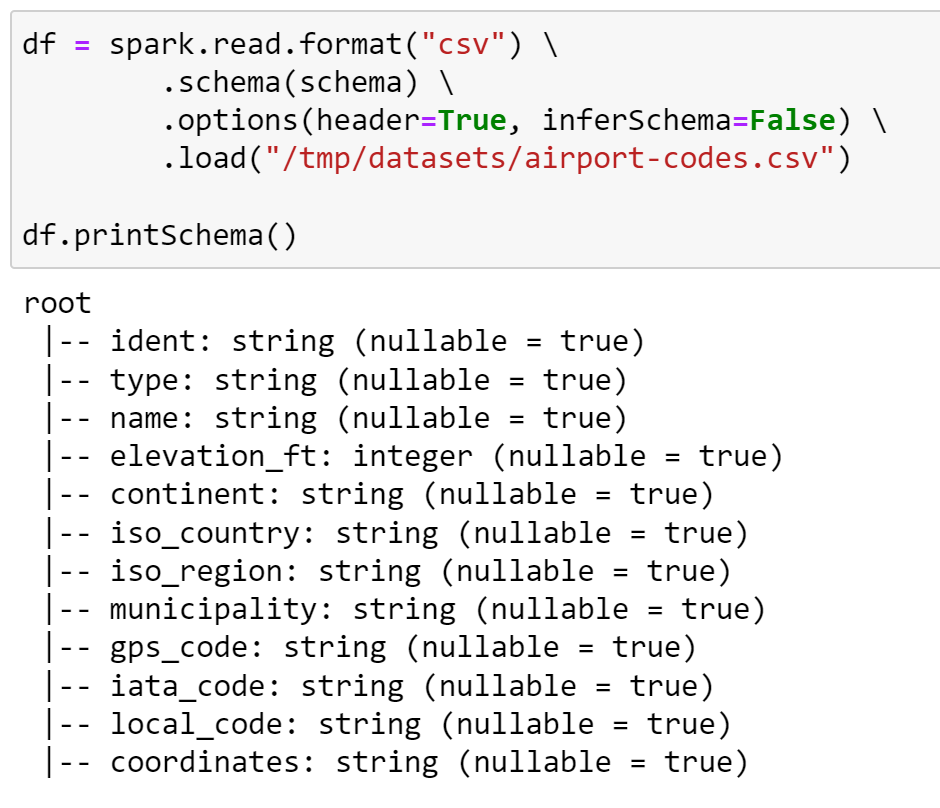 df = spark.read.format("csv") \
        .schema(schema) \
        .options(header=True, inferSchema=False) \
        .load("/tmp/datasets/airport-codes.csv")

df.printSchema()
root
 |-- ident: string (nullable = true)
 |-- type: string (nullable = true)
 |-- name: string (nullable = true)
 |-- elevation_ft: integer (nullable = true)
 |-- continent: string (nullable = true)
 |-- iso_country: string (nullable = true)
 |-- iso_region: string (nullable = true)
 |-- municipality: string (nullable = true)
 |-- gps_code: string (nullable = true)
 |-- iata_code: string (nullable = true)
 |-- local_code: string (nullable = true)
 |-- coordinates: string (nullable = true)